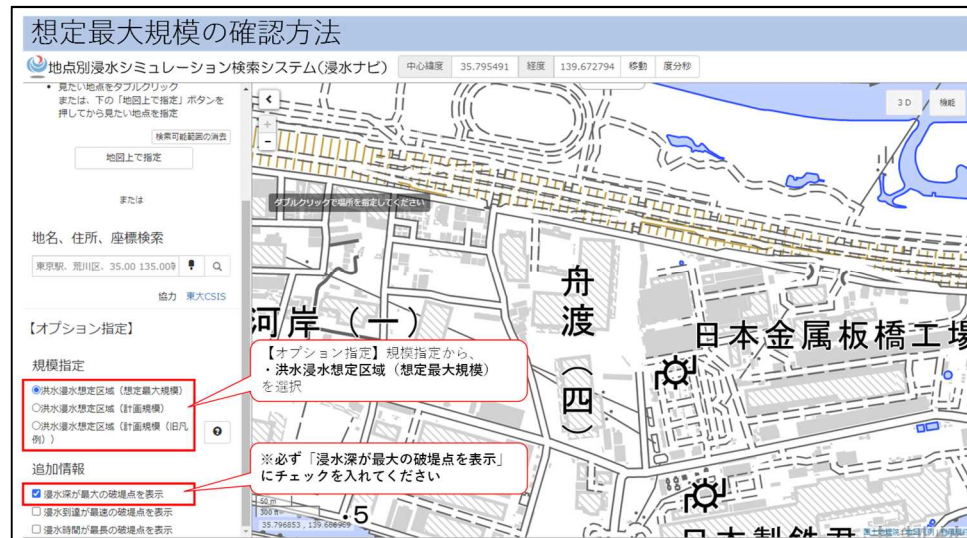 想定最大規模の確認方法
地点別浸水シミュレーション検索システム(浸水ナビ)
中心緯度 35.795491 経度 139.672794 移動 度分秒
• 見たい地点をダブルクリック
または、下の「地図上で指定」ボタンを
押してから見たい地点を指定
検索可能範囲の消去
地図上で指定
または
地名、住所、座標検索
東京駅、荒川区、35.00 135.00等
協力 東大CSIS
【オプション指定】
規模指定
洪水浸水想定区域(想定最大規模)
洪水浸水想定区域(計画規模)
洪水浸水想定区域(計画規模(旧凡
例))
追加情報
浸水深が最大の破堤点を表示
浸水到達が最速の破堤点を表示
浸水時間が最長の破堤点を表示
<
+
-
3D 機能
ダブルクリックで場所を指定してください
河岸(一)
舟渡(四)
日本金属板橋工場
【オプション指定】規模指定から、
・洪水浸水想定区域(想定最大規模)
を選択
※必ず「浸水深が最大の破堤点を表示」
にチェックを入れてください
50 m
300 ft
35.796853 , 139.666969
・5